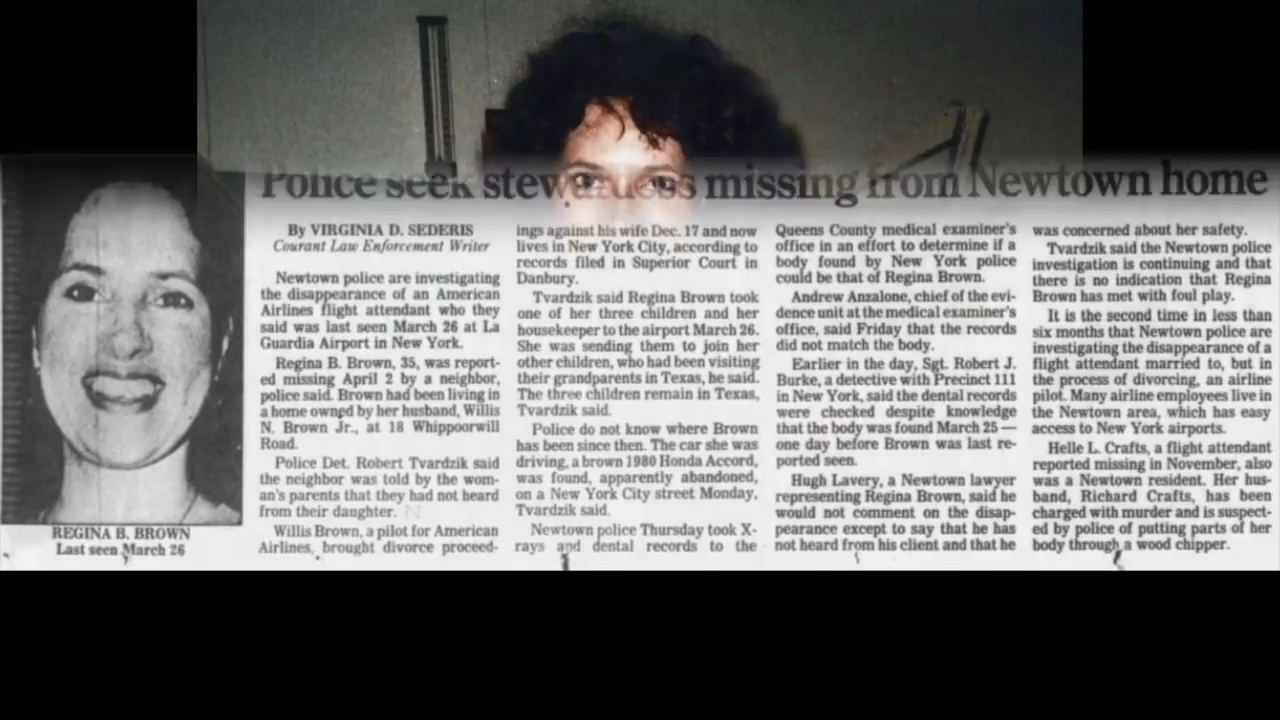 Police seek stewardess missing from Newtown home
REGINA B. BROWN
Last seen March 26
By VIRGINIA D. SEDERIS
Courant Law Enforcement Writer
Newtown police are investigating
the disappearance of an American
Airlines flight attendant who they
said was last seen March 26 at La
Guardia Airport in New York.
Regina B. Brown, 35, was report-
ed missing April 2 by a neighbor,
police said. Brown had been living in
a home owned by her husband, Willis
N. Brown Jr., at 18 Whippoorwill
Road.
Police Det. Robert Tvardzik said
the neighbor was told by the wom-
an's parents that they had not heard
from their daughter.
Willis Brown, a pilot for American
Airlines, brought divorce proceed-
ings against his wife Dec. 17 and now
lives in New York City, according to
records filed in Superior Court in
Danbury.
Tvardzik said Regina Brown took
one of her three children and her
housekeeper to the airport March 26.
She was sending them to join her
other children, who had been visiting
their grandparents in Texas, he said.
The three children remain in Texas,
Tvardzik said.
Police do not know where Brown
has been since then. The car she was
driving, a brown 1980 Honda Accord,
was found, apparently abandoned,
on a New York City street Monday,
Tvardzik said.
Newtown police Thursday took X-
rays and dental records to the
Queens County medical examiner's
office in an effort to determine if a
body found by New York police
could be that of Regina Brown.
Andrew Anzalone, chief of the evi-
dence unit at the medical examiner's
office, said Friday that the records
did not match the body.
Earlier in the day, Sgt. Robert J.
Burke, a detective with Precinct 111
in New York, said the dental records
were checked despite knowledge
that the body was found March 25 —
one day before Brown was last re-
ported seen.
Hugh Lavery, a Newtown lawyer
representing Regina Brown, said he
would not comment on the disap-
pearance except to say that he has
not heard from his client and that he
was concerned about her safety.
Tvardzik said the Newtown police
investigation is continuing and that
there is no indication that Regina
Brown has met with foul play.
It is the second time in less than
six months that Newtown police are
investigating the disappearance of a
flight attendant married to, but in
the process of divorcing, an airline
pilot. Many airline employees live in
the Newtown area, which has easy
access to New York airports.
Helle L. Crafts, a flight attendant
reported missing in November, also
was a Newtown resident. Her hus-
band, Richard Crafts, has been
charged with murder and is suspect-
ed by police of putting parts of her
body through a wood chipper.